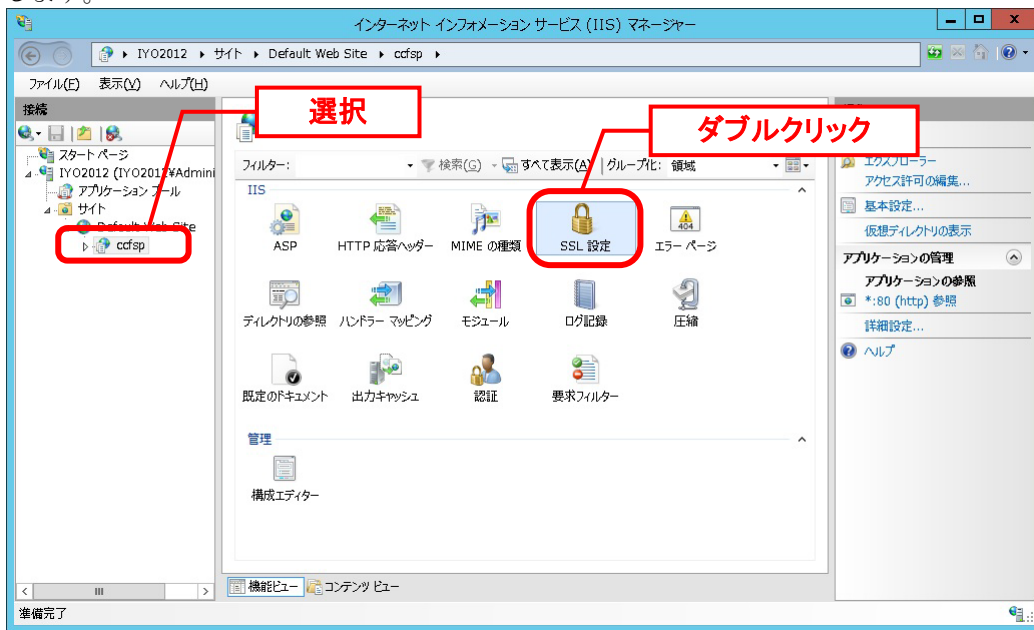 します。
インターネット インフォメーション サービス (IIS) マネージャー
IYO2012 サイト Default Web Site ccfsp
ファイル(F) 表示(V) ヘルプ(H)
接続
スタート ページ
IYO2012 (IYO2012¥Admini
アプリケーション プール
サイト
Default Web Site
ccfsp
選択
ダブルクリック
フィルター: 検索(G) すべて表示(A) グループ化: 領域
IIS
ASP HTTP 応答ヘッダー MIME の種類 SSL 設定 エラー ページ
404
ディレクトリの参照 ハンドラー マッピング モジュール ログ記録 圧縮
既定のドキュメント 出力キャッシュ 認証 要求フィルター
管理
構成エディター
機能ビュー コンテンツ ビュー
エクスプローラー
アクセス許可の編集...
基本設定...
仮想ディレクトリの表示
アプリケーションの管理
アプリケーションの参照
*:80 (http) 参照
詳細設定...
ヘルプ
準備完了